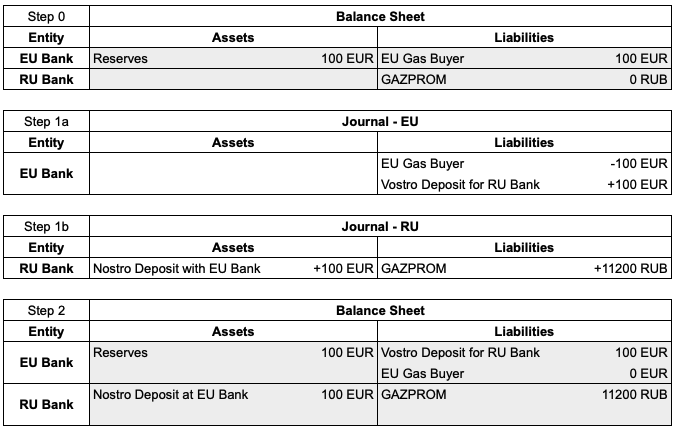 Step 0 Balance Sheet
Entity Assets Liabilities
EU Bank Reserves 100 EUR EU Gas Buyer 100 EUR
RU Bank GAZPROM 0 RUB
Step 1a Journal - EU
Entity Assets Liabilities
EU Bank EU Gas Buyer -100 EUR
Vostro Deposit for RU Bank +100 EUR
Step 1b Journal - RU
Entity Assets Liabilities
RU Bank Nostro Deposit with EU Bank +100 EUR GAZPROM +11200 RUB
Step 2 Balance Sheet
Entity Assets Liabilities
EU Bank Reserves 100 EUR Vostro Deposit for RU Bank 100 EUR
EU Gas Buyer 0 EUR
RU Bank Nostro Deposit at EU Bank 100 EUR GAZPROM 11200 RUB